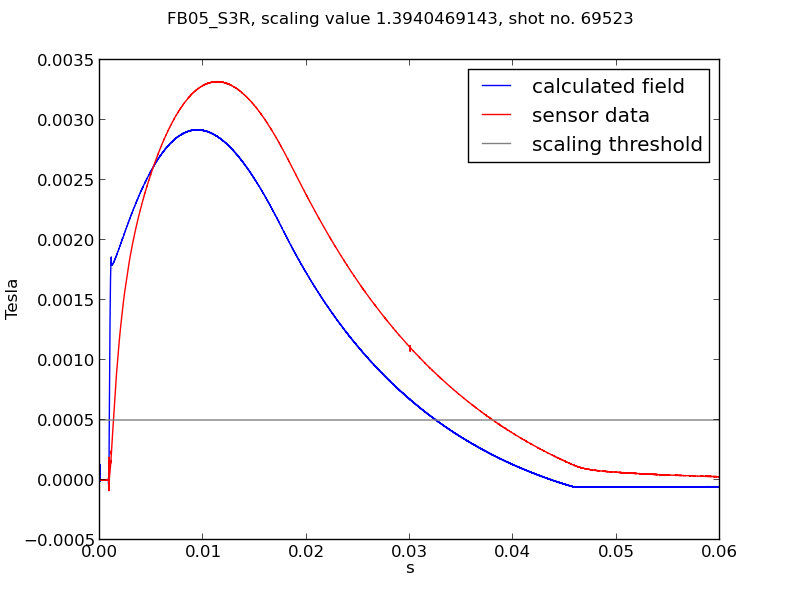 FB05_S3R, scaling value 1.3940469143, shot no. 69523
calculated field
sensor data
scaling threshold
Tesla
0.0035
0.0030
0.0025
0.0020
0.0015
0.0010
0.0005
0.0000
−0.0005
0.00 0.01 0.02 0.03 0.04 0.05 0.06
s